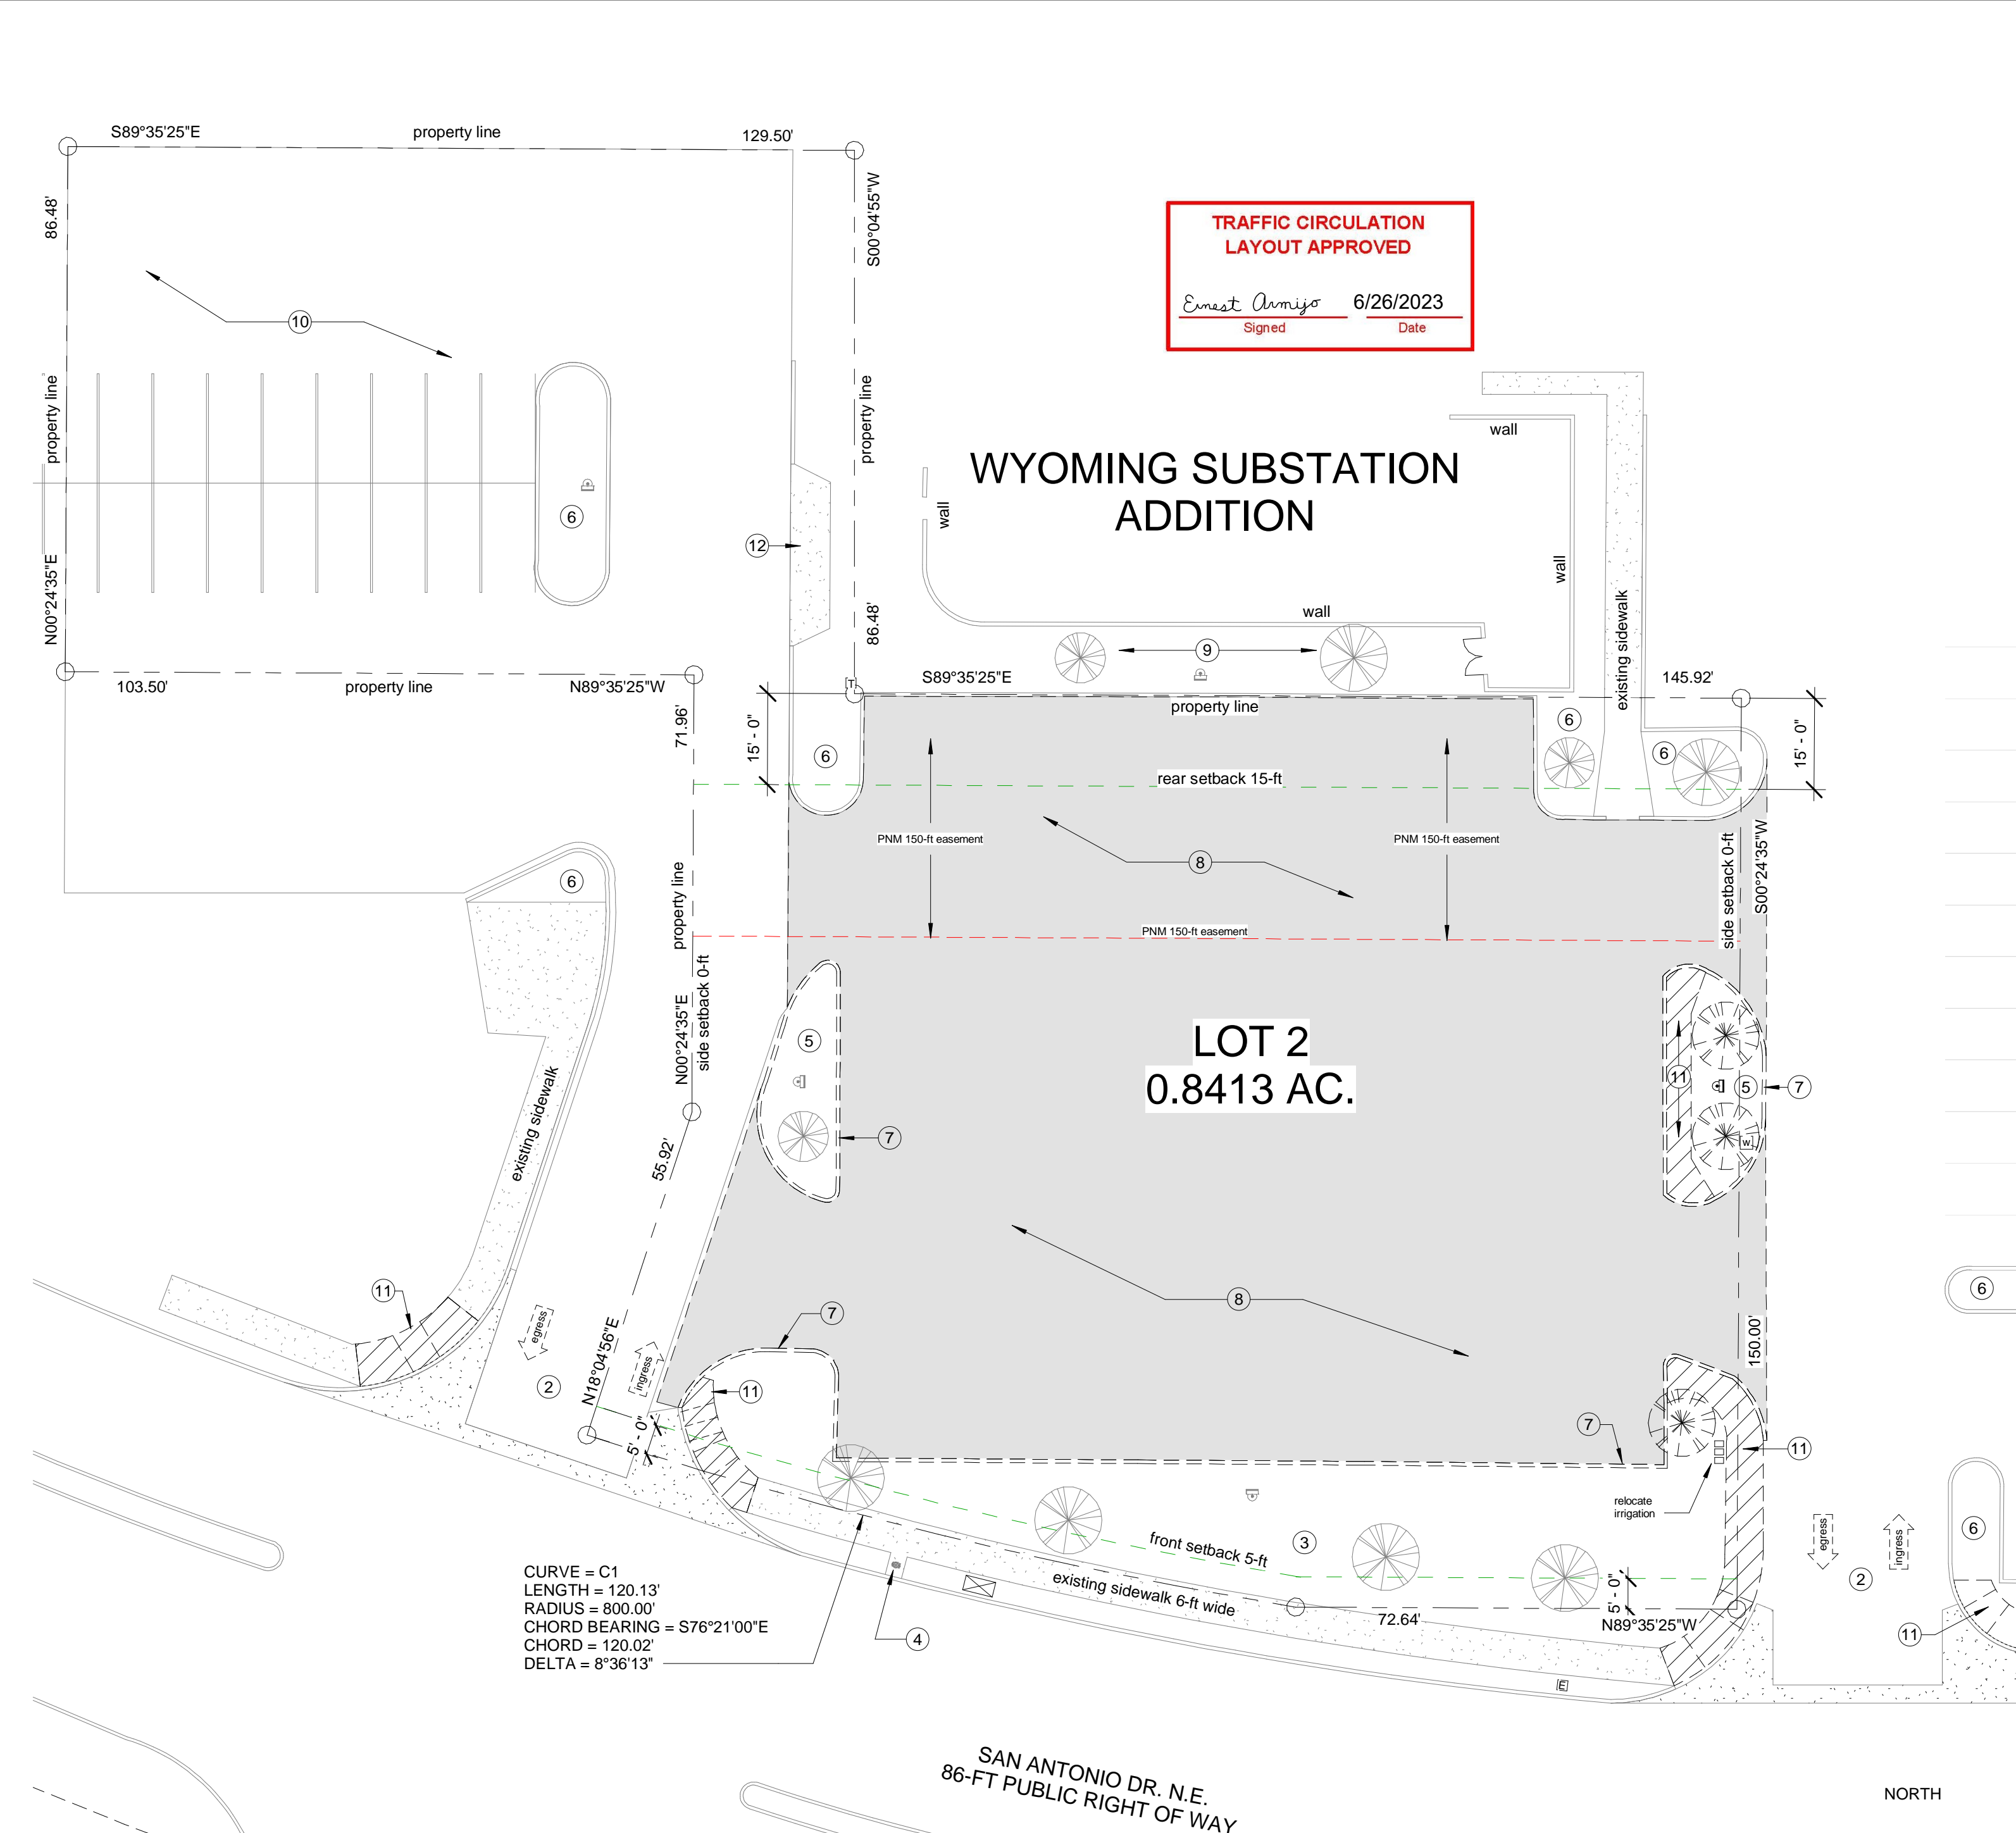 S89°35'25"E
property line
129.50'
86.48'
S00°04'55"W
TRAFFIC CIRCULATION
LAYOUT APPROVED
Ernest Armijo
6/26/2023
Signed
Date
10
property line
property line
wall
WYOMING SUBSTATION
ADDITION
wall
6
12
wall
N00°24'35"E
existing sidewalk
86.48'
wall
9
103.50'
property line
N89°35'25"W
T
S89°35'25"E
145.92'
property line
71.96'
15' - 0"
6
6
6
15' - 0"
rear setback 15-ft
PNM 150-ft easement
PNM 150-ft easement
8
side setback 0-ft
S00°24'35"W
6
property line
PNM 150-ft easement
N00°24'35"E
side setback 0-ft
5
LOT 2
0.8413 AC.
11
5
7
existing sidewalk
7
W
55.92'
11
8
6
7
egress
N18°04'56"E
ingress
150.00'
2
11
5' - 0"
7
11
relocate
irrigation
egress
ingress
6
3
front setback 5-ft
CURVE = C1
LENGTH = 120.13'
RADIUS = 800.00'
CHORD BEARING = S76°21'00"E
CHORD = 120.02'
DELTA = 8°36'13"
existing sidewalk 6-ft wide
5' - 0"
2
72.64'
N89°35'25"W
4
11
E
SAN ANTONIO DR. N.E.
86-FT PUBLIC RIGHT OF WAY
NORTH